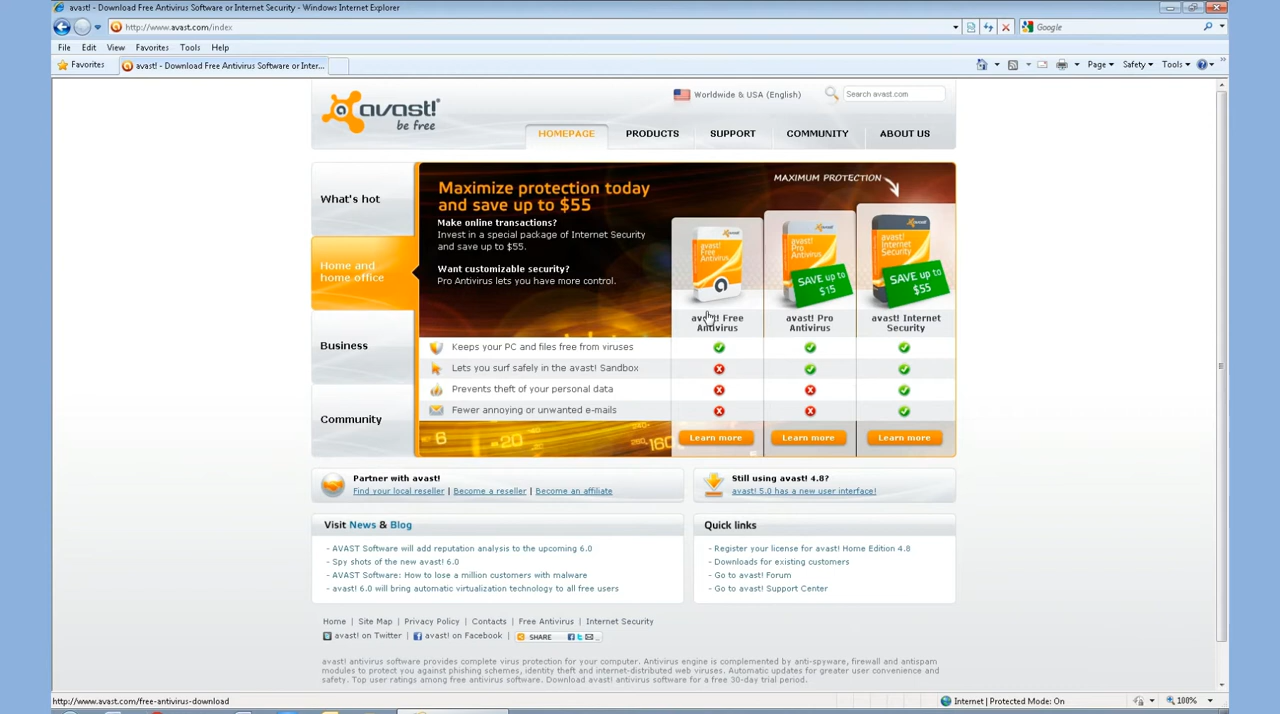 avast! - Download Free Antivirus Software or Internet Security - Windows Internet Explorer
http://www.avast.com/index
Google
File Edit View Favorites Tools Help
Favorites
avast! - Download Free Antivirus Software or Inter...
Page Safety Tools
avast!
be free
Worldwide & USA (English)
Search avast.com
HOMEPAGE PRODUCTS SUPPORT COMMUNITY ABOUT US
What's hot
Home and
home office
Business
Community
Maximize protection today
and save up to $55
Make online transactions?
Invest in a special package of Internet Security
and save up to $55.
Want customizable security?
Pro Antivirus lets you have more control.
MAXIMUM PROTECTION
avast!
Free
Antivirus
avast!
Pro
Antivirus
SAVE up to
$15
avast!
Internet
Security
SAVE up to
$55
avast! Free
Antivirus
avast! Pro
Antivirus
avast! Internet
Security
Keeps your PC and files free from viruses
Lets you surf safely in the avast! Sandbox
Prevents theft of your personal data
Fewer annoying or unwanted e-mails
6 -20 160
Learn more Learn more Learn more
Partner with avast!
Find your local reseller | Become a reseller | Become an affiliate
Still using avast! 4.8?
avast! 5.0 has a new user interface!
Visit News & Blog
- AVAST Software will add reputation analysis to the upcoming 6.0
- Spy shots of the new avast! 6.0
- AVAST Software: How to lose a million customers with malware
- avast! 6.0 will bring automatic virtualization technology to all free users
Quick links
- Register your license for avast! Home Edition 4.8
- Downloads for existing customers
- Go to avast! Forum
- Go to avast! Support Center
Home | Site Map | Privacy Policy | Contacts | Free Antivirus | Internet Security
avast! on Twitter | avast! on Facebook | SHARE
avast! antivirus software provides complete virus protection for your computer. Antivirus engine is complemented by anti-spyware, firewall and antispam
modules to protect you against phishing schemes, identity theft and internet-distributed web viruses. Automatic updates for greater user convenience and
safety. Top user ratings among free antivirus software. Download avast! antivirus software for a free 30-day trial period.
http://www.avast.com/free-antivirus-download
Internet | Protected Mode: On
100%